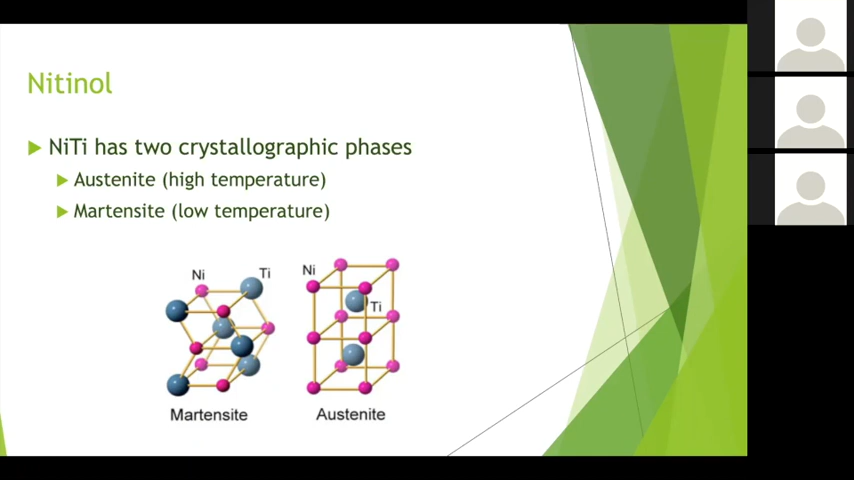 Nitinol
NiTi has two crystallographic phases
Austenite (high temperature)
Martensite (low temperature)
Ni
Ti
Ni
Ti
Martensite
Austenite